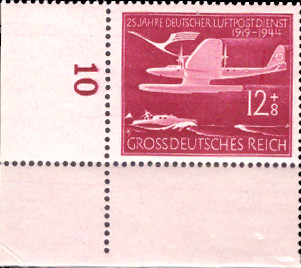 25 JAHRE DEUTSCHER LUFTPOSTDIENST
1919-1944
10
12+8
GROSSDEUTSCHES REICH